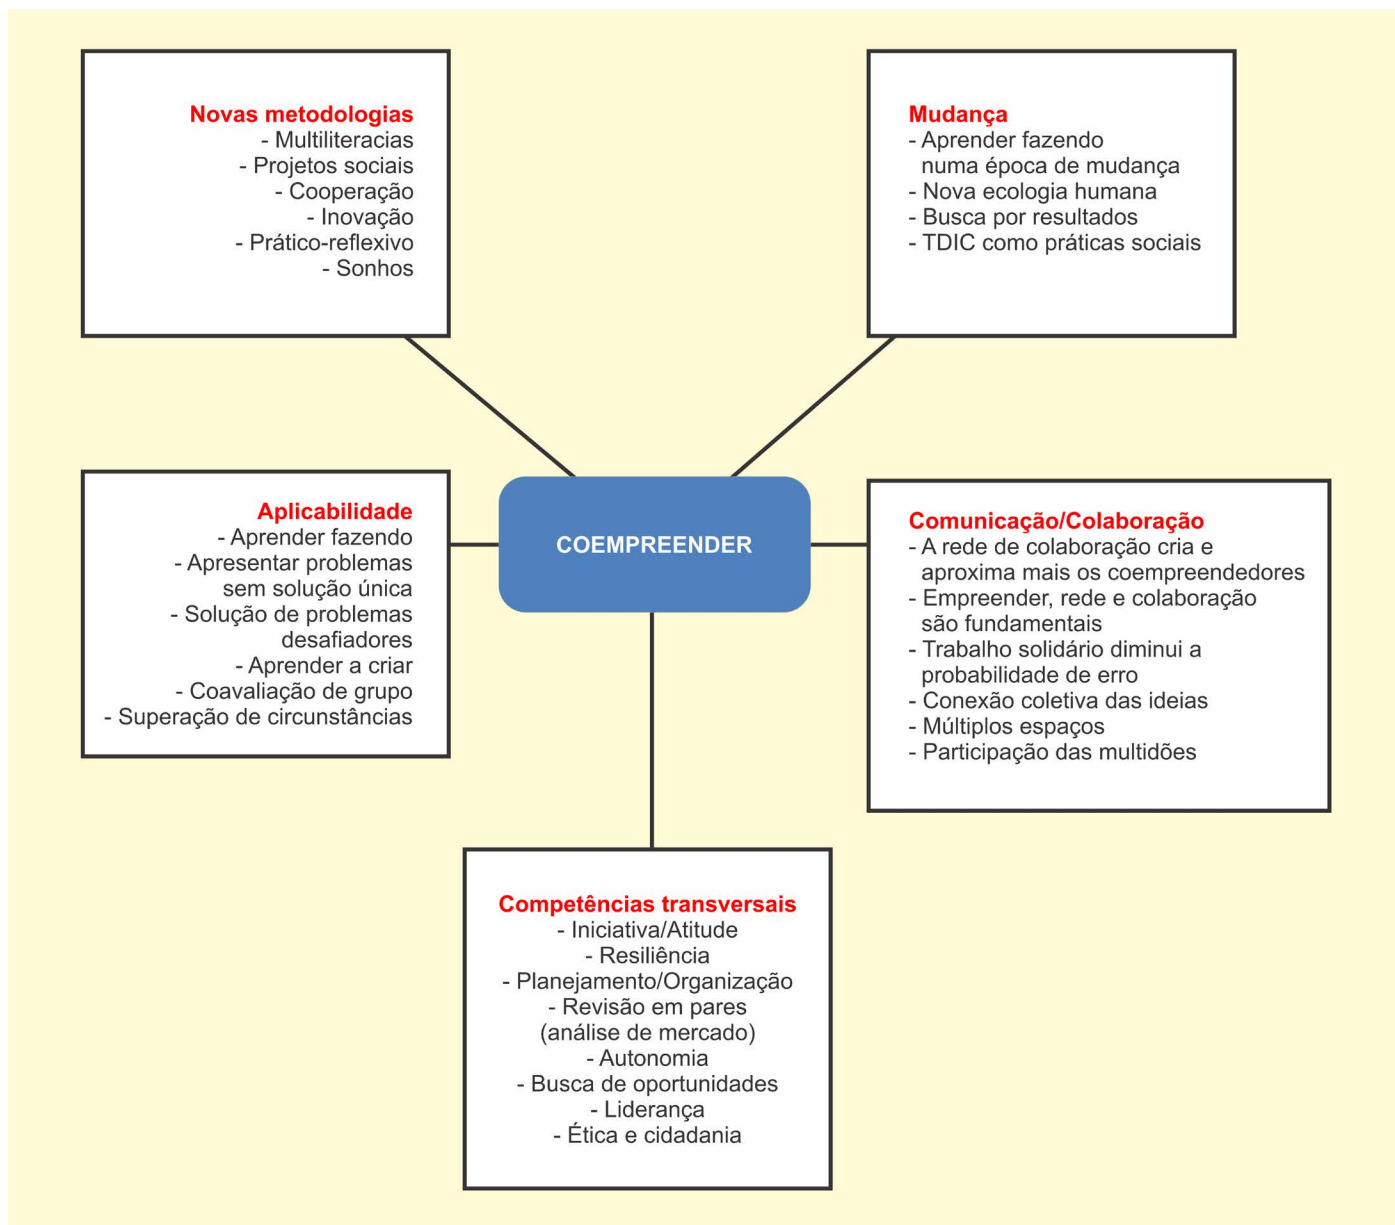 Novas metodologias
- Multiliteracias
- Projetos sociais
- Cooperação
- Inovação
- Prático-reflexivo
- Sonhos
Mudança
- Aprender fazendo
numa época de mudança
- Nova ecologia humana
- Busca por resultados
- TDIC como práticas sociais
Aplicabilidade
- Aprender fazendo
- Apresentar problemas
sem solução única
- Solução de problemas
desafiadores
- Aprender a criar
- Coavaliação de grupo
- Superação de circunstâncias
COEMPREENDER
Comunicação/Colaboração
- A rede de colaboração cria e
aproxima mais os coempreendedores
- Empreender, rede e colaboração
são fundamentais
- Trabalho solidário diminui a
probabilidade de erro
- Conexão coletiva das ideias
- Múltiplos espaços
- Participação das multidões
Competências transversais
- Iniciativa/Atitude
- Resiliência
- Planejamento/Organização
- Revisão em pares
(análise de mercado)
- Autonomia
- Busca de oportunidades
- Liderança
- Ética e cidadania